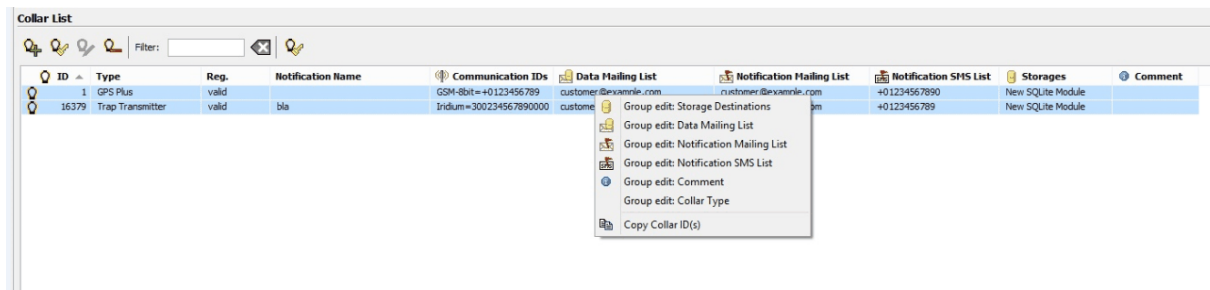 Collar List
Filter:
ID Type Reg. Notification Name Communication IDs Data Mailing List Notification Mailing List Notification SMS List Storages Comment
1 GPS Plus valid GSM-8bit=+0123456789 customer@example.com customer@example.com +01234567890 New SQLite Module
16379 Trap Transmitter valid bla Iridium=300234567890000 +0123456789 New SQLite Module
Group edit: Storage Destinations
Group edit: Data Mailing List
Group edit: Notification Mailing List
Group edit: Notification SMS List
Group edit: Comment
Group edit: Collar Type
Copy Collar ID(s)